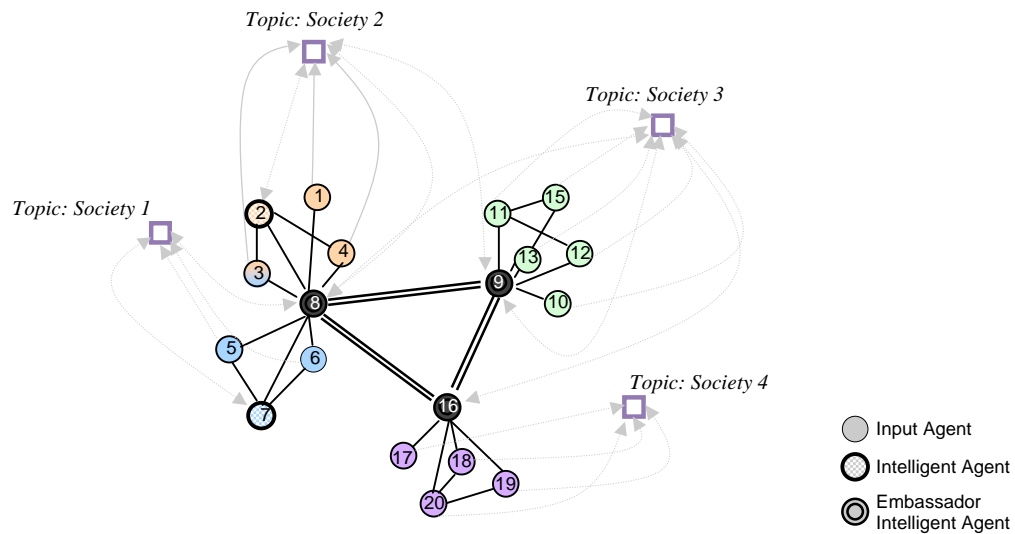 Topic: Society 2
Topic: Society 3
Topic: Society 1
1
2
15
11
4
12
13
3
9
8
10
5
6
16
Topic: Society 4
7
17
18
19
20
Input Agent
Intelligent Agent
Embassador
Intelligent Agent